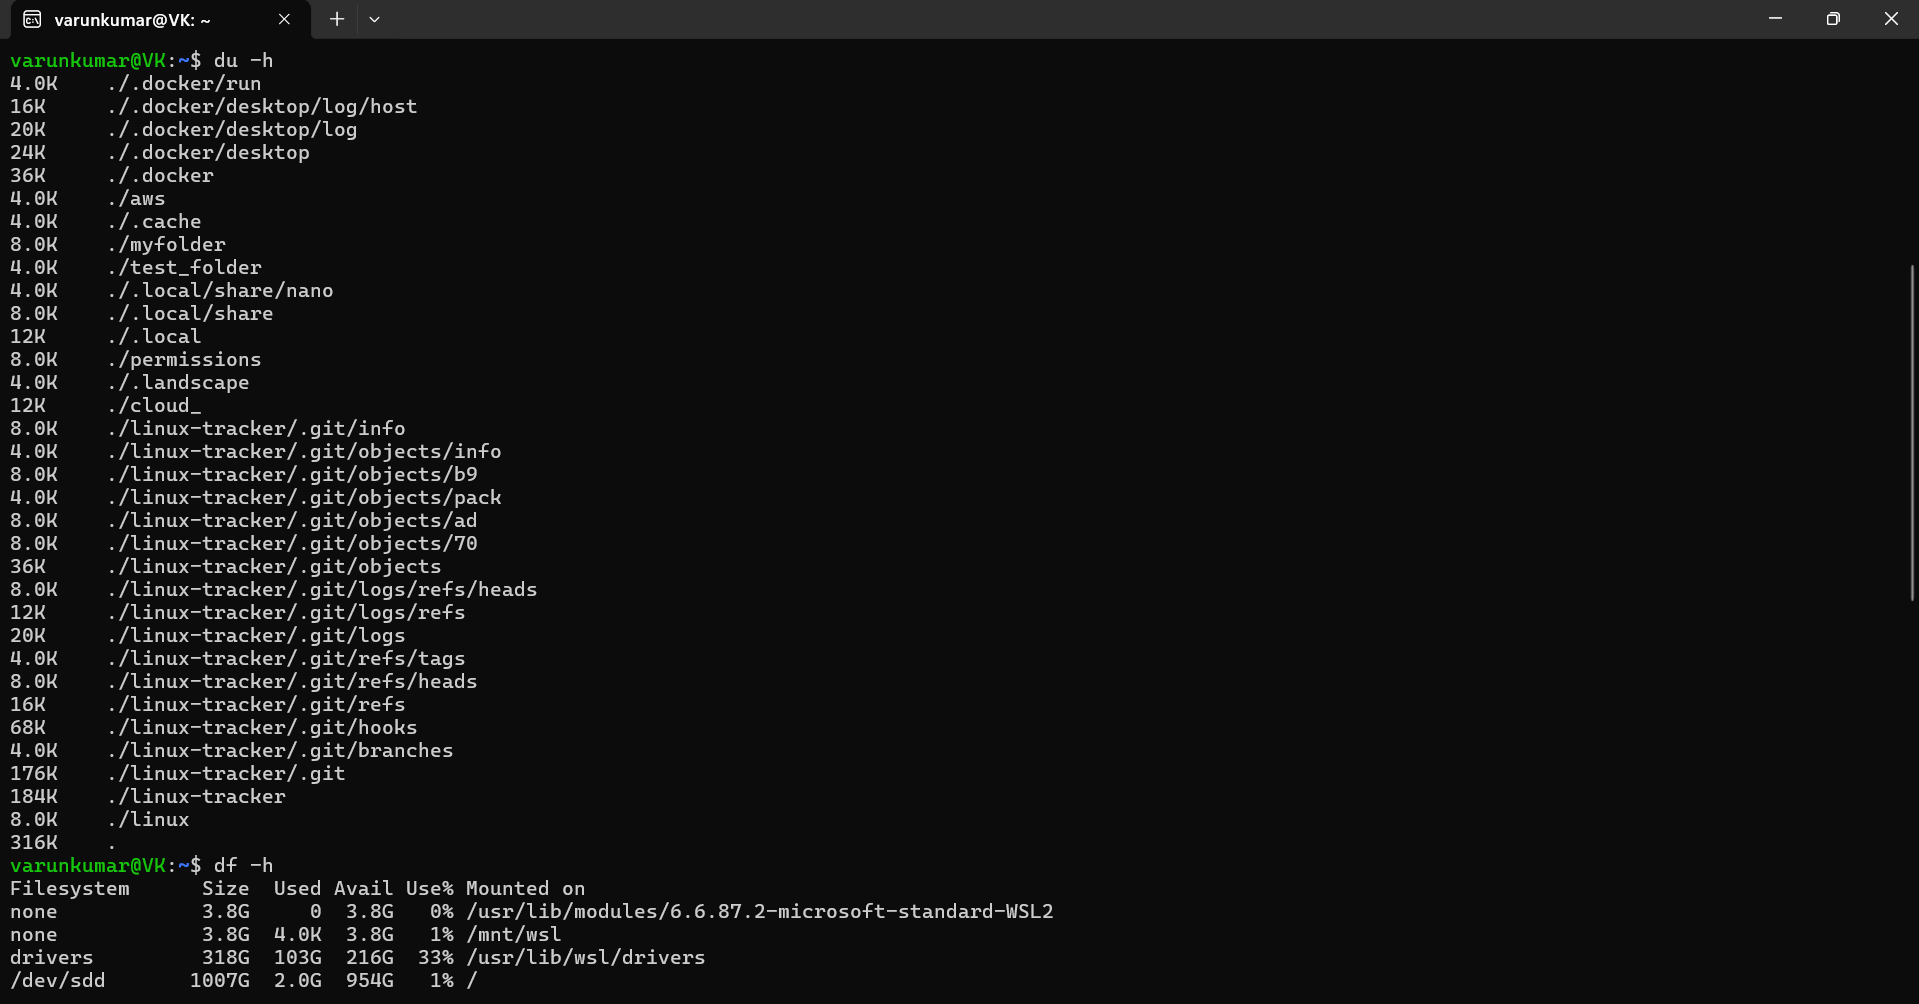 varunkumar@VK: ~
varunkumar@VK:~$ du -h
4.0K    ./.docker/run
16K     ./.docker/desktop/log/host
20K     ./.docker/desktop/log
24K     ./.docker/desktop
36K     ./.docker
4.0K    ./aws
4.0K    ./.cache
8.0K    ./myfolder
4.0K    ./test_folder
4.0K    ./.local/share/nano
8.0K    ./.local/share
12K     ./.local
8.0K    ./permissions
4.0K    ./.landscape
12K     ./cloud_
8.0K    ./linux-tracker/.git/info
4.0K    ./linux-tracker/.git/objects/info
8.0K    ./linux-tracker/.git/objects/b9
4.0K    ./linux-tracker/.git/objects/pack
8.0K    ./linux-tracker/.git/objects/ad
8.0K    ./linux-tracker/.git/objects/70
36K     ./linux-tracker/.git/objects
8.0K    ./linux-tracker/.git/logs/refs/heads
12K     ./linux-tracker/.git/logs/refs
20K     ./linux-tracker/.git/logs
4.0K    ./linux-tracker/.git/refs/tags
8.0K    ./linux-tracker/.git/refs/heads
16K     ./linux-tracker/.git/refs
68K     ./linux-tracker/.git/hooks
4.0K    ./linux-tracker/.git/branches
176K    ./linux-tracker/.git
184K    ./linux-tracker
8.0K    ./linux
316K    .
varunkumar@VK:~$ df -h
Filesystem      Size  Used Avail Use% Mounted on
none            3.8G     0  3.8G   0% /usr/lib/modules/6.6.87.2-microsoft-standard-WSL2
none            3.8G  4.0K  3.8G   1% /mnt/wsl
drivers         318G  103G  216G  33% /usr/lib/wsl/drivers
/dev/sdd       1007G  2.0G  954G   1% /